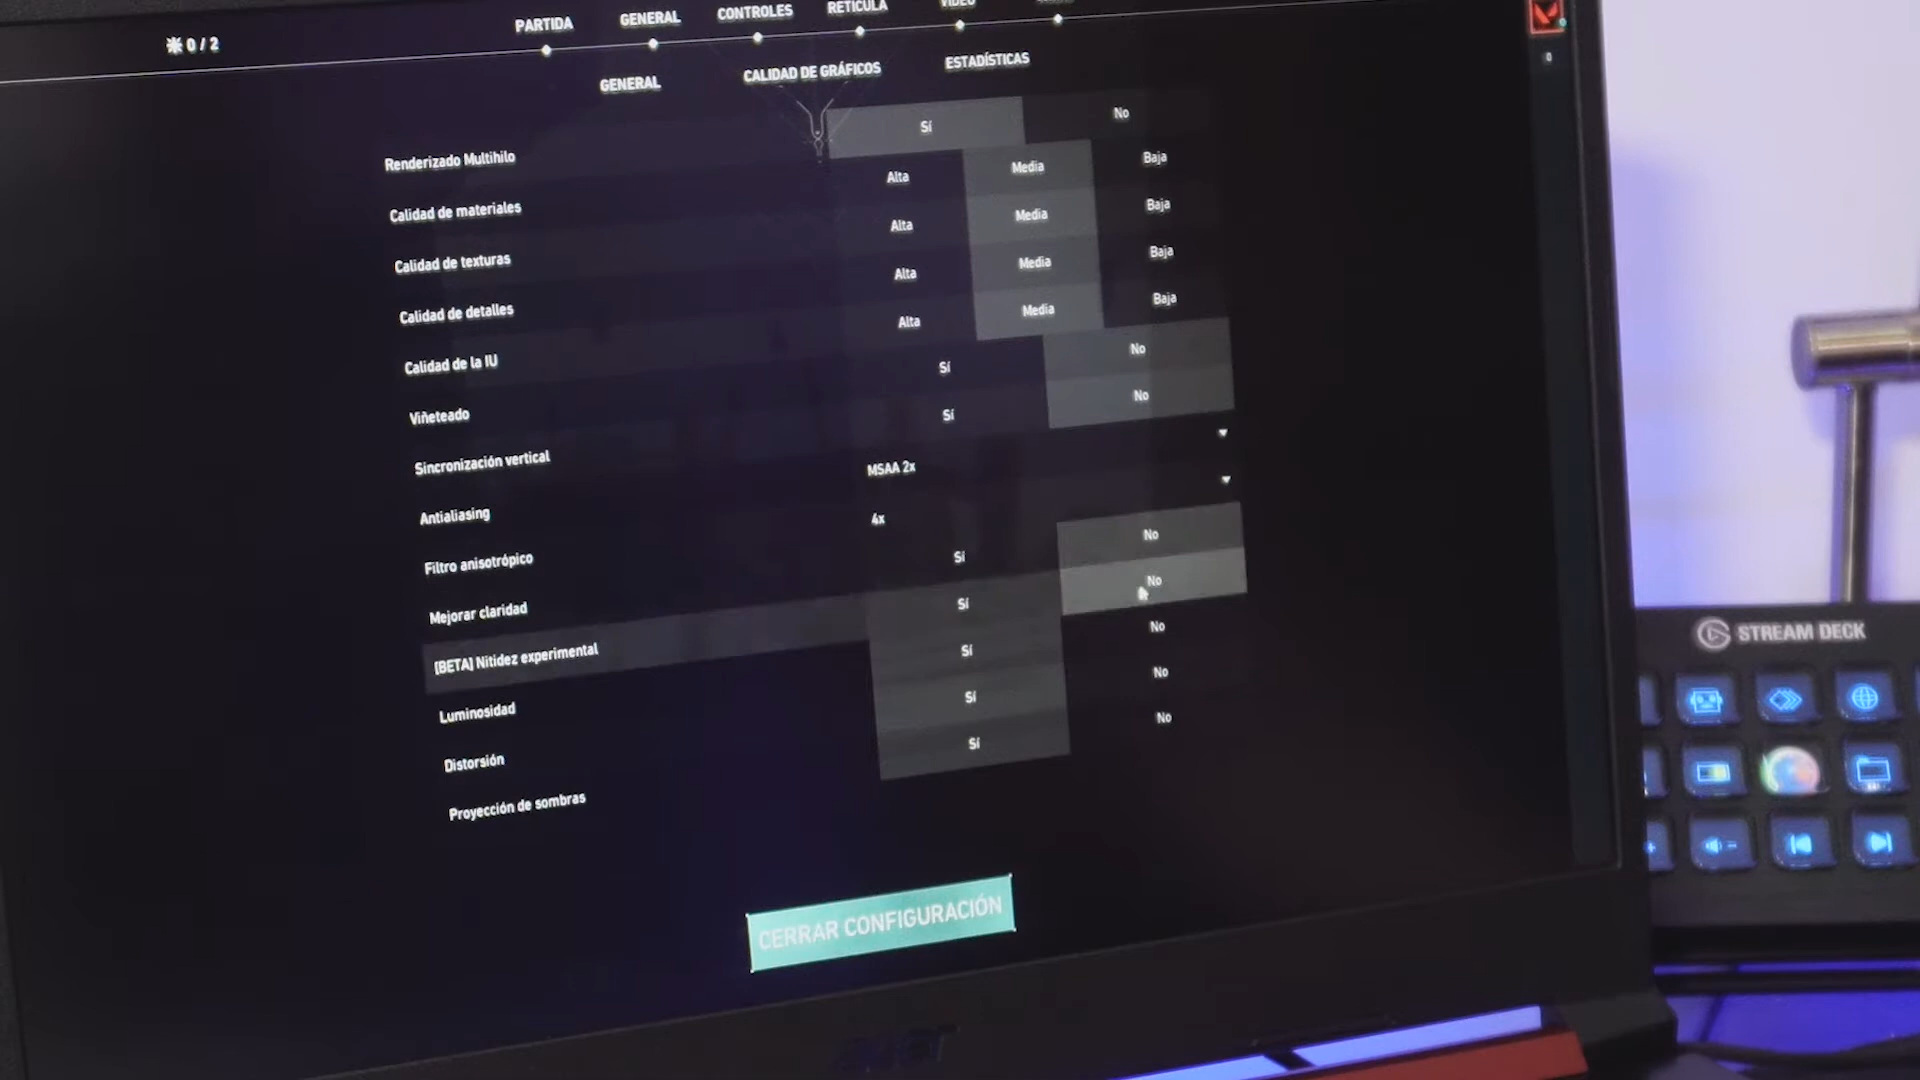 0 / 2
PARTIDA
GENERAL
CONTROLES
RETÍCULA
VIDEO
GENERAL
CALIDAD DE GRÁFICOS
ESTADÍSTICAS
0
Renderizado Multihilo Sí No
Calidad de materiales Alta Media Baja
Calidad de texturas Alta Media Baja
Calidad de detalles Alta Media Baja
Calidad de la IU Alta Media Baja
Viñeteado Sí No
Sincronización vertical Sí No
Antialiasing MSAA 2x
Filtro anisotrópico 4x
Mejorar claridad Sí No
[BETA] Nitidez experimental Sí No
Luminosidad Sí No
Distorsión Sí No
Proyección de sombras Sí No
CERRAR CONFIGURACIÓN
STREAM DECK